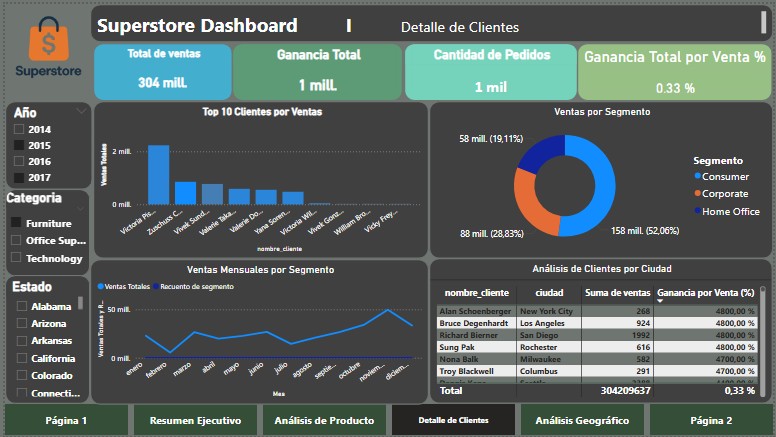 Superstore
Superstore Dashboard I Detalle de Clientes
Total de ventas
304 mill.
Ganancia Total
1 mill.
Cantidad de Pedidos
1 mil
Ganancia Total por Venta %
0.33 %
Año
2014
2015
2016
2017
Categoria
Furniture
Office Sup...
Technology
Estado
Alabama
Arizona
Arkansas
California
Colorado
Connecti...
Top 10 Clientes por Ventas
Ventas Totales
2 mill.
0 mill.
Victoria Pis...
Zuschuss C...
Vivek Sund...
Valerie Taka...
Valerie Do...
Yana Soren...
Victoria Wil...
Vivek Gonz...
William Bro...
Vicky Frey...
nombre_cliente
Ventas por Segmento
58 mill. (19,11%)
88 mill. (28,83%)
158 mill. (52,06%)
Segmento
Consumer
Corporate
Home Office
Ventas Mensuales por Segmento
Ventas Totales Recuento de segmento
Ventas Totales y R...
50 mill.
0 mill.
enero
febrero
marzo
abril
mayo
junio
julio
agosto
septie...
octubre
noviem...
diciem...
Mes
Análisis de Clientes por Ciudad
nombre_cliente ciudad Suma de ventas Ganancia por Venta (%)
Alan Schoenberger New York City 268 4800,00 %
Bruce Degenhardt Los Angeles 924 4800,00 %
Richard Bierner San Diego 1992 4800,00 %
Sung Pak Rochester 616 4800,00 %
Nona Balk Milwaukee 582 4700,00 %
Troy Blackwell Columbus 291 4700,00 %
Total 304209637 0,33 %
Página 1
Resumen Ejecutivo
Análisis de Producto
Detalle de Clientes
Análisis Geográfico
Página 2